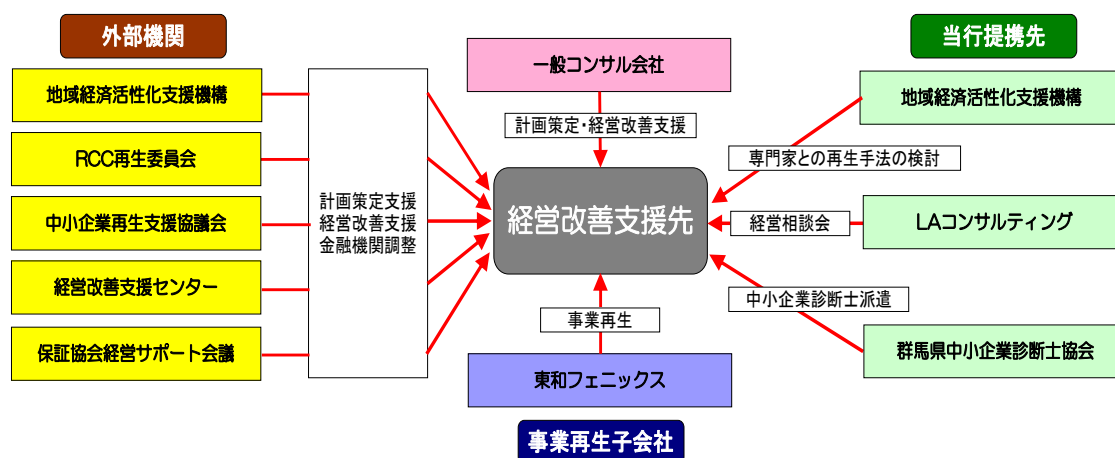 外部機関
地域経済活性化支援機構
RCC再生委員会
中小企業再生支援協議会
経営改善支援センター
保証協会経営サポート会議
計画策定支援
経営改善支援
金融機関調整
一般コンサル会社
計画策定・経営改善支援
経営改善支援先
事業再生
東和フェニックス
事業再生子会社
当行提携先
地域経済活性化支援機構
専門家との再生手法の検討
LAコンサルティング
経営相談会
中小企業診断士派遣
群馬県中小企業診断士協会